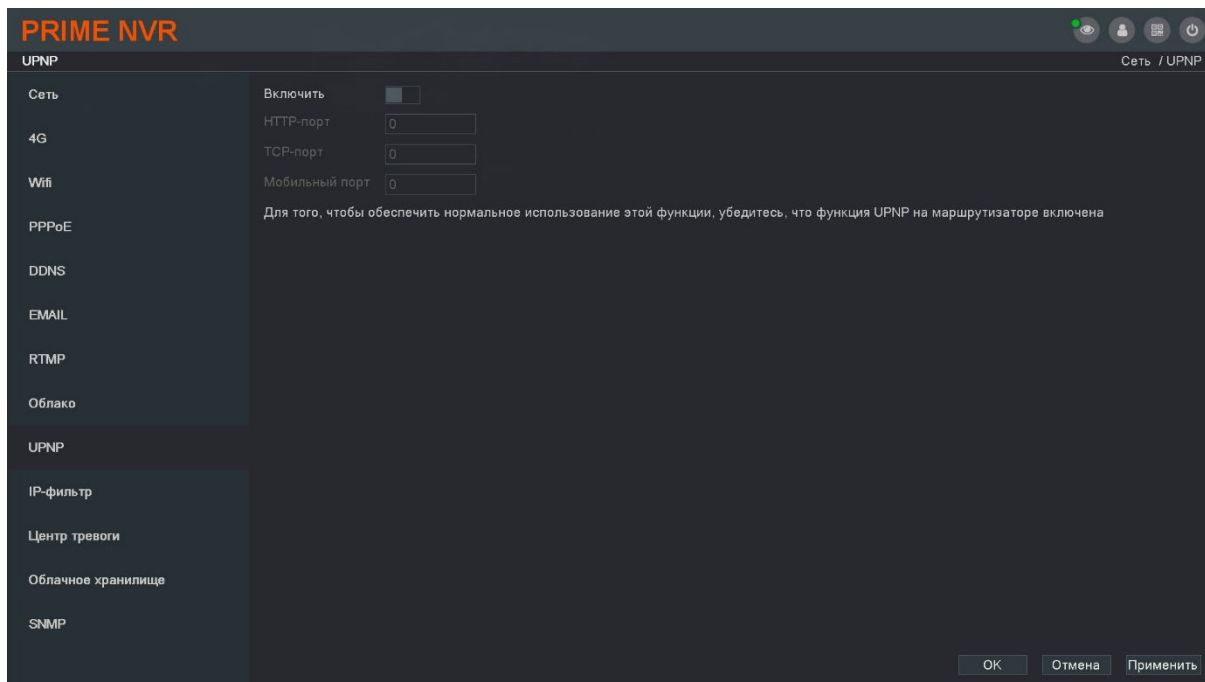 PRIME NVR
UPNP
Сеть / UPNP
Сеть
4G
Wifi
PPPoE
DDNS
EMAIL
RTMP
Облако
UPNP
IP-фильтр
Центр тревоги
Облачное хранилище
SNMP
Включить
HTTP-порт 0
TCP-порт 0
Мобильный порт 0
Для того, чтобы обеспечить нормальное использование этой функции, убедитесь, что функция UPNP на маршрутизаторе включена
OK Отмена Применить